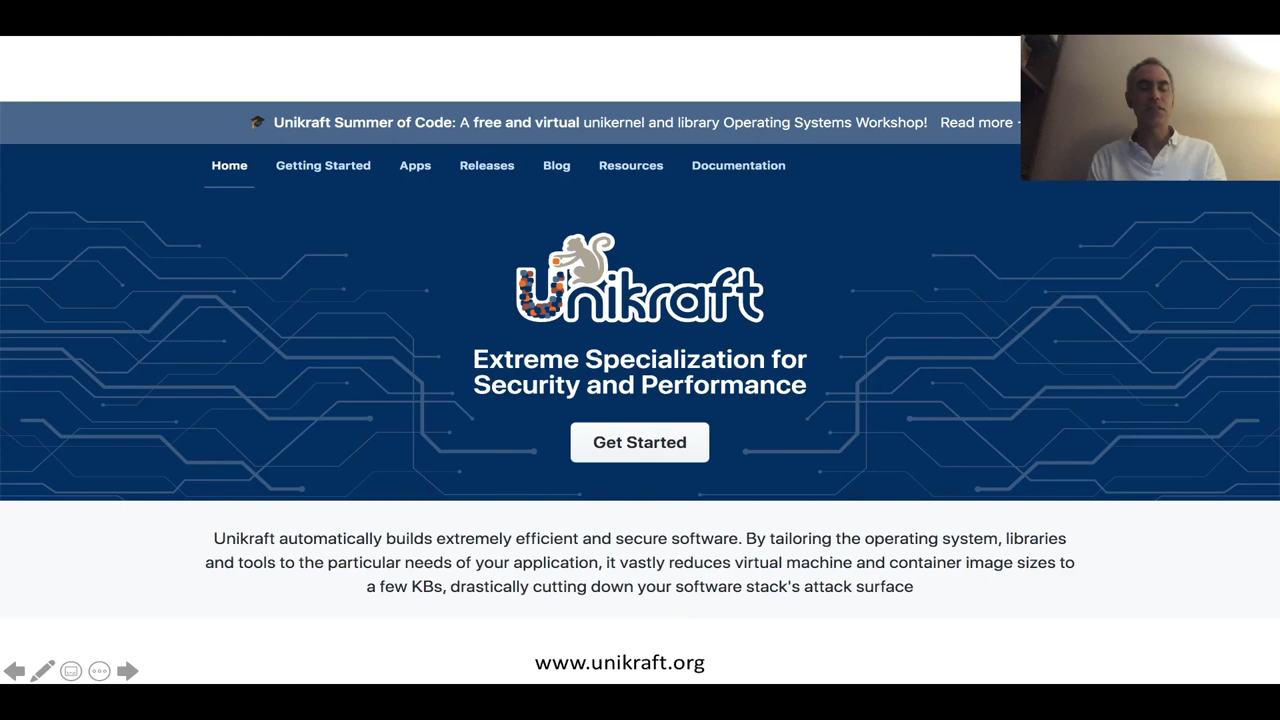 Unikraft Summer of Code: A free and virtual unikernel and library Operating Systems Workshop! Read more
Home Getting Started Apps Releases Blog Resources Documentation
Unikraft
Extreme Specialization for
Security and Performance
Get Started
Unikraft automatically builds extremely efficient and secure software. By tailoring the operating system, libraries
and tools to the particular needs of your application, it vastly reduces virtual machine and container image sizes to
a few KBs, drastically cutting down your software stack's attack surface
www.unikraft.org